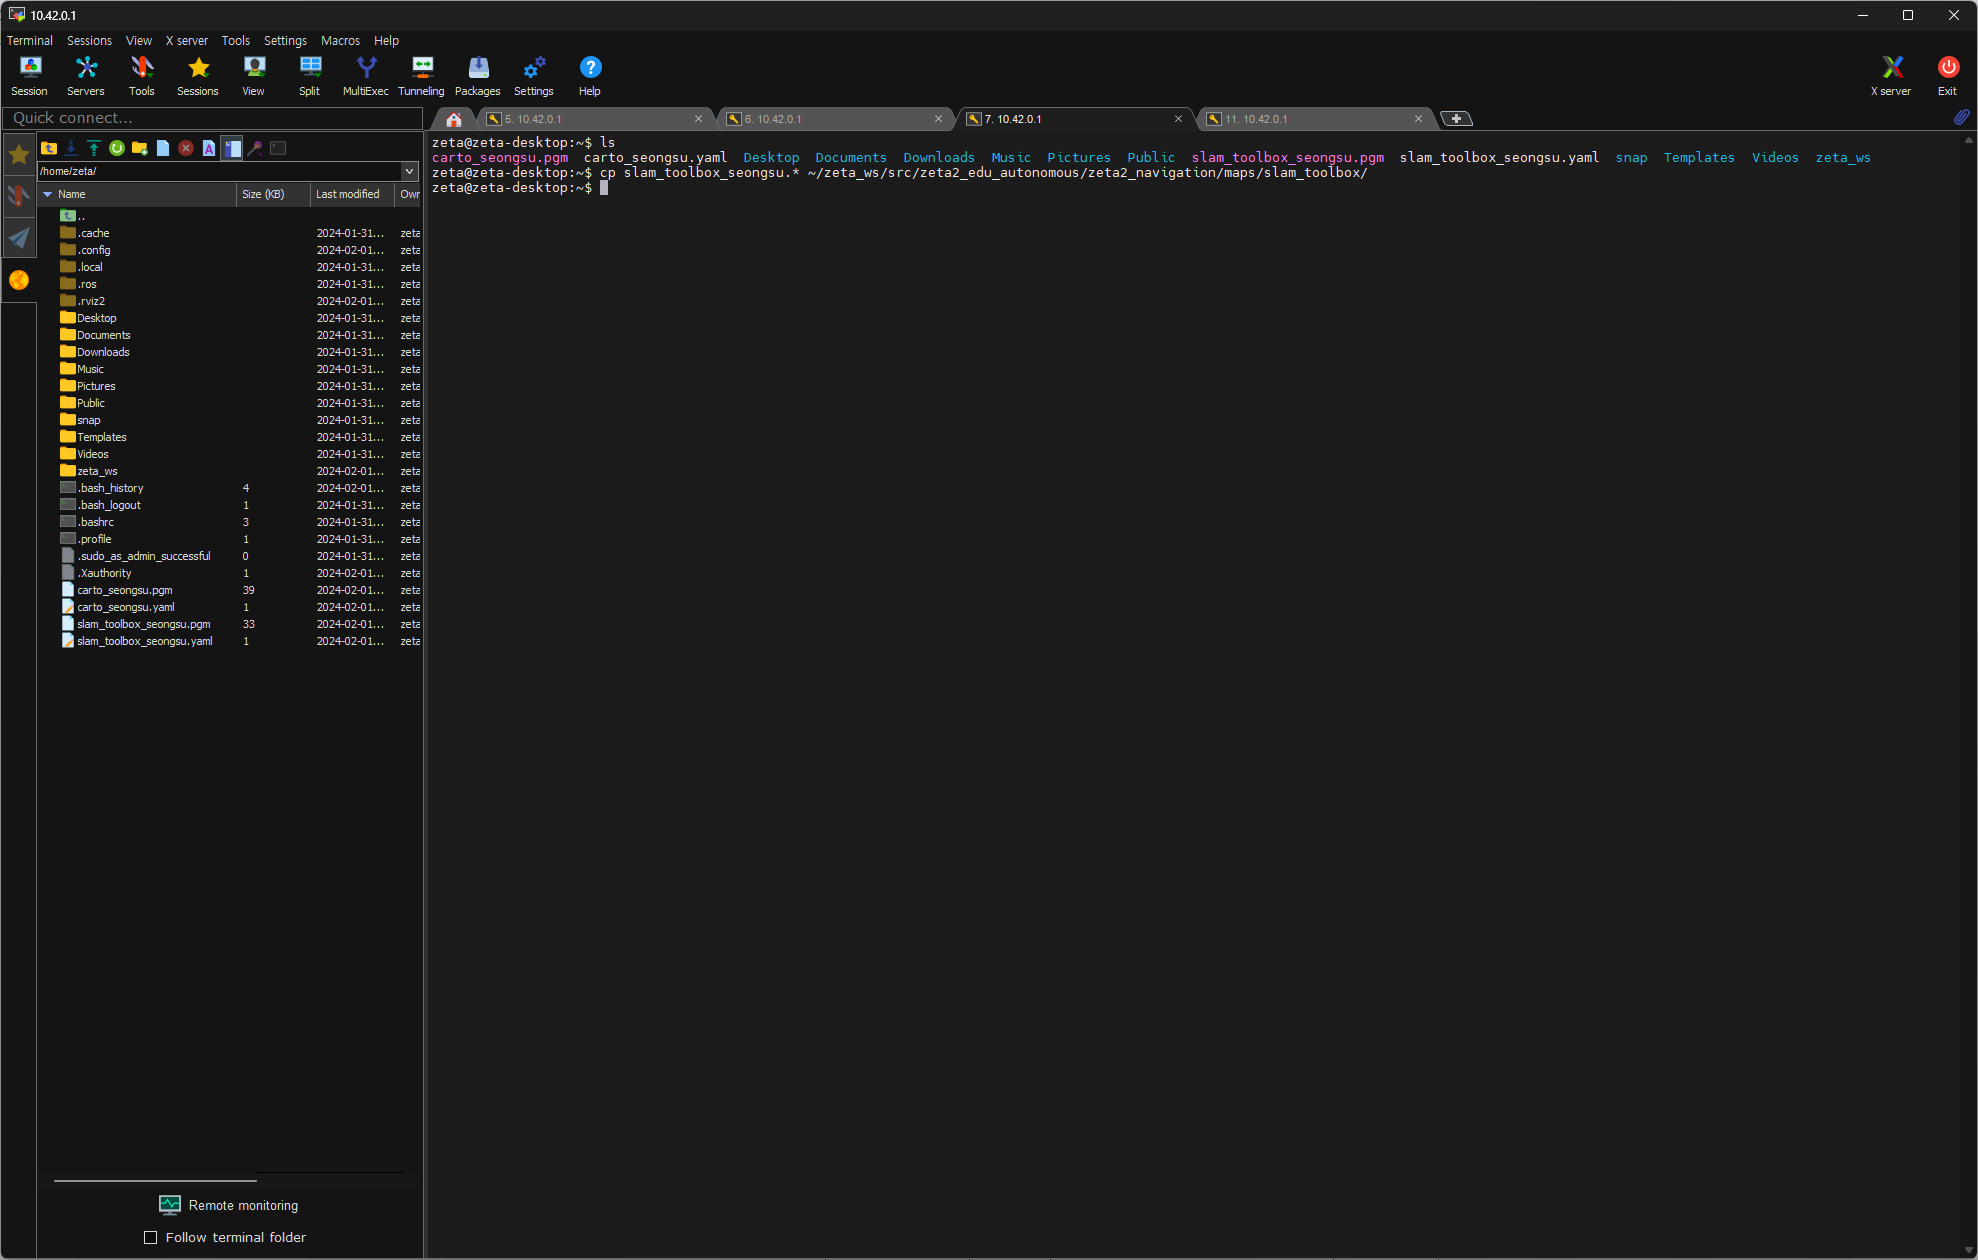 10.42.0.1
Terminal Sessions View X server Tools Settings Macros Help
Session Servers Tools Sessions View Split MultiExec Tunneling Packages Settings Help X server Exit
Quick connect...
5. 10.42.0.1
6. 10.42.0.1
7. 10.42.0.1
11. 10.42.0.1
/home/zeta/
Name Size (KB) Last modified Owr
..
.cache 2024-01-31... zeta
.config 2024-02-01... zeta
.local 2024-01-31... zeta
.ros 2024-01-31... zeta
.rviz2 2024-02-01... zeta
Desktop 2024-01-31... zeta
Documents 2024-01-31... zeta
Downloads 2024-01-31... zeta
Music 2024-01-31... zeta
Pictures 2024-01-31... zeta
Public 2024-01-31... zeta
snap 2024-01-31... zeta
Templates 2024-01-31... zeta
Videos 2024-01-31... zeta
zeta_ws 2024-02-01... zeta
.bash_history 4 2024-02-01... zeta
.bash_logout 1 2024-01-31... zeta
.bashrc 3 2024-01-31... zeta
.profile 1 2024-01-31... zeta
.sudo_as_admin_successful 0 2024-01-31... zeta
.Xauthority 1 2024-02-01... zeta
carto_seongsu.pgm 39 2024-02-01... zeta
carto_seongsu.yaml 1 2024-02-01... zeta
slam_toolbox_seongsu.pgm 33 2024-02-01... zeta
slam_toolbox_seongsu.yaml 1 2024-02-01... zeta
Remote monitoring
Follow terminal folder
zeta@zeta-desktop:~$ ls
carto_seongsu.pgm carto_seongsu.yaml Desktop Documents Downloads Music Pictures Public slam_toolbox_seongsu.pgm slam_toolbox_seongsu.yaml snap Templates Videos zeta_ws
zeta@zeta-desktop:~$ cp slam_toolbox_seongsu.* ~/zeta_ws/src/zeta2_edu_autonomous/zeta2_navigation/maps/slam_toolbox/
zeta@zeta-desktop:~$